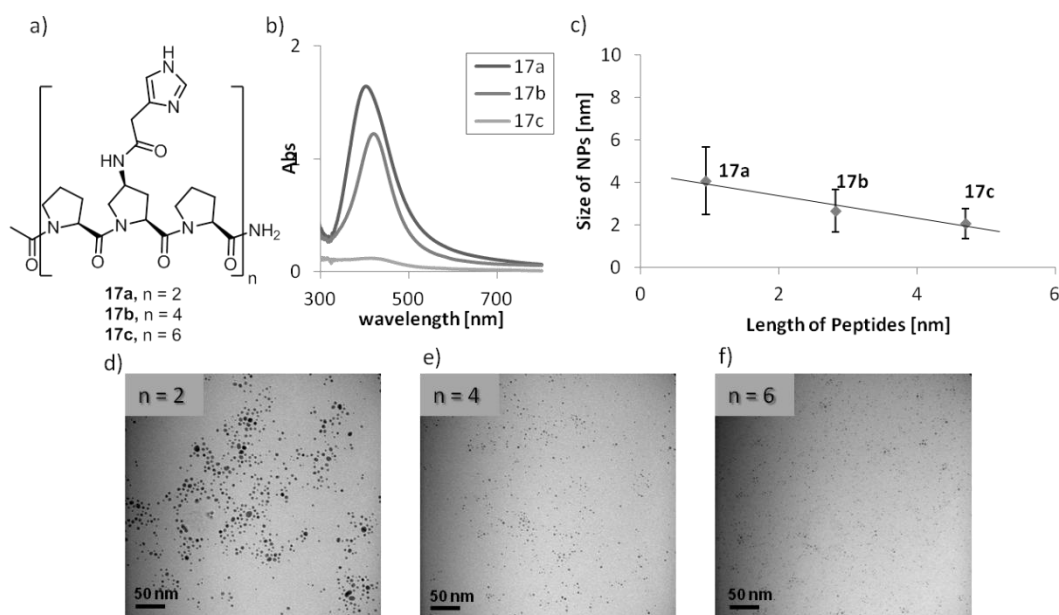 a)
H
N
N
O
HN
N
N
N
NH2
O
O
O
O
n
17a, n = 2
17b, n = 4
17c, n = 6
b)
2
1
0
Abs
300
500
700
wavelength [nm]
17a
17b
17c
c)
10
8
6
4
2
0
Size of NPs [nm]
17a
17b
17c
0
2
4
6
Length of Peptides [nm]
d)
n = 2
50 nm
e)
n = 4
50 nm
f)
n = 6
50 nm